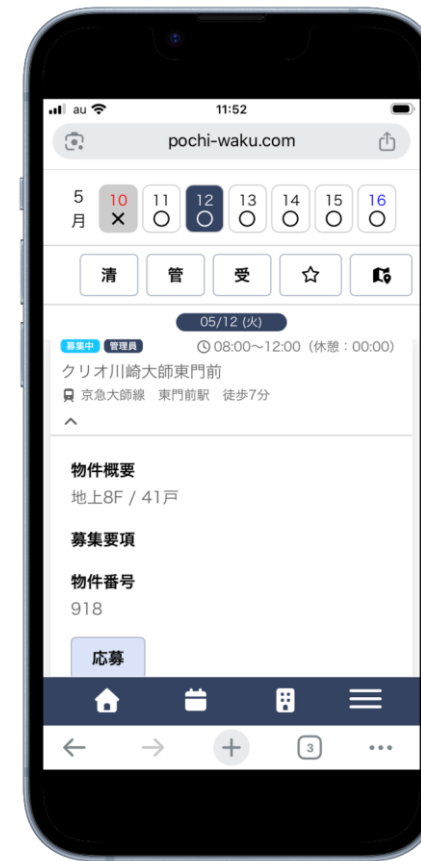 au 11:52
pochi-waku.com
5月 10 11 12 13 14 15 16
× ○ ○ ○ ○ ○ ○
清 管 受
05/12 (火)
募集中 管理員 08:00〜12:00（休憩：00:00）
クリオ川崎大師東門前
京急大師線 東門前駅 徒歩7分
物件概要
地上8F / 41戸
募集要項
物件番号
918
応募
3